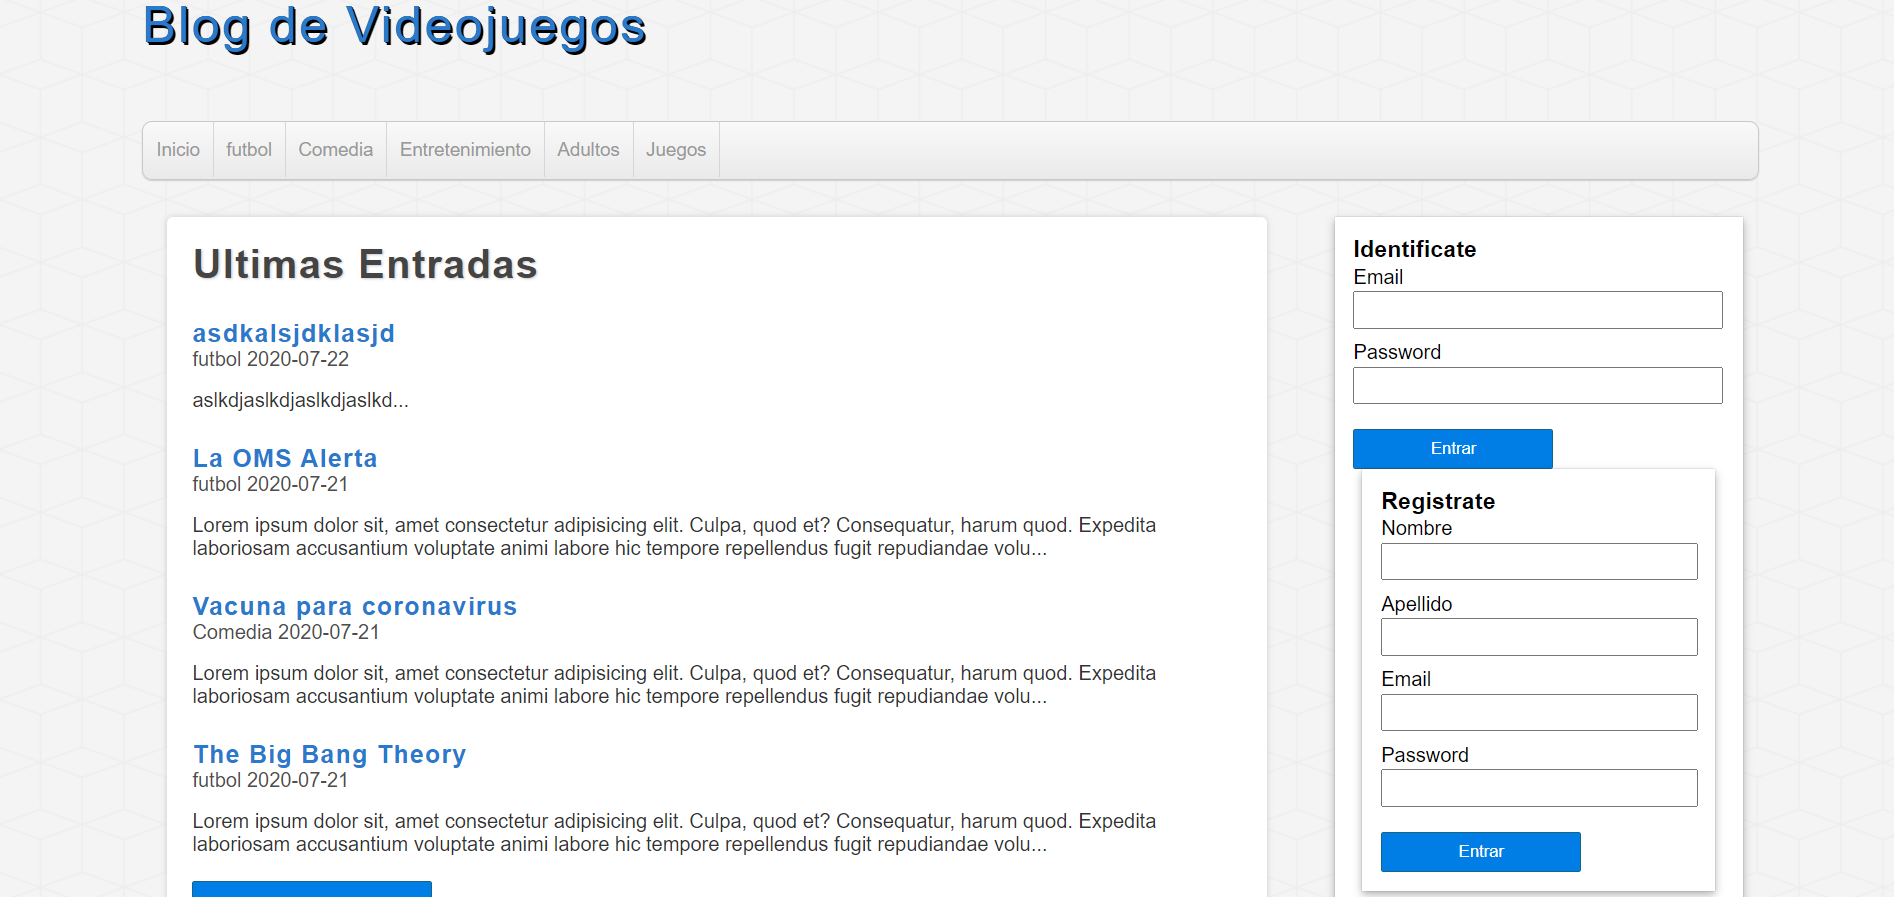 Blog de Videojuegos
Inicio futbol Comedia Entretenimiento Adultos Juegos
Ultimas Entradas
asdkalsjdklasjd
futbol 2020-07-22
aslkdjaslkdjaslkdjaslkd...
La OMS Alerta
futbol 2020-07-21
Lorem ipsum dolor sit, amet consectetur adipisicing elit. Culpa, quod et? Consequatur, harum quod. Expedita
laboriosam accusantium voluptate animi labore hic tempore repellendus fugit repudiandae volu...
Vacuna para coronavirus
Comedia 2020-07-21
Lorem ipsum dolor sit, amet consectetur adipisicing elit. Culpa, quod et? Consequatur, harum quod. Expedita
laboriosam accusantium voluptate animi labore hic tempore repellendus fugit repudiandae volu...
The Big Bang Theory
futbol 2020-07-21
Lorem ipsum dolor sit, amet consectetur adipisicing elit. Culpa, quod et? Consequatur, harum quod. Expedita
laboriosam accusantium voluptate animi labore hic tempore repellendus fugit repudiandae volu...
Identificate
Email
Password
Entrar
Registrate
Nombre
Apellido
Email
Password
Entrar